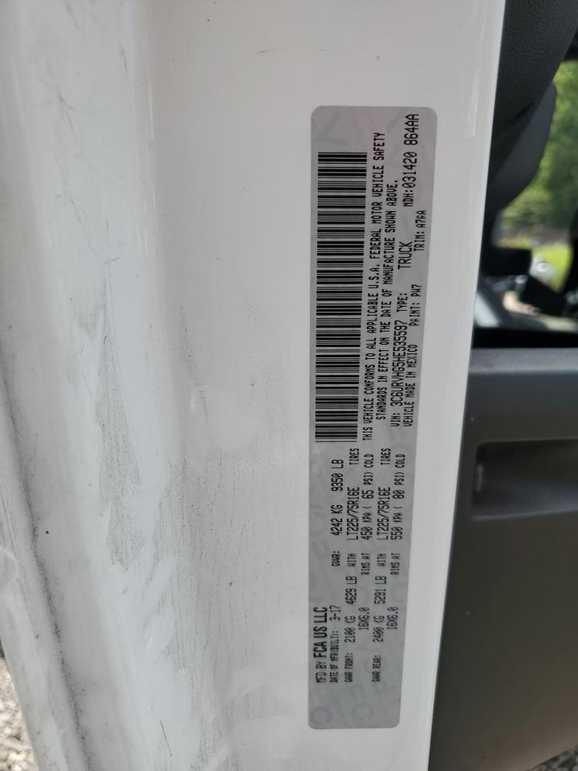 MFD BY FCA US LLC
DATE OF MFR(BUILT): 3-17 GVWR: 4242 KG 9350 LB
GAWR FRONT: 2100 KG 4629 LB WITH LT225/75R16E TIRES
16X6.0 RIMS AT 450 KPA ( 65 PSI) COLD
GAWR REAR: 2400 KG 5291 LB WITH LT225/75R16E TIRES
16X6.0 RIMS AT 550 KPA ( 80 PSI) COLD
THIS VEHICLE CONFORMS TO ALL APPLICABLE U.S.A. FEDERAL MOTOR VEHICLE SAFETY
STANDARDS IN EFFECT ON THE DATE OF MANUFACTURE SHOWN ABOVE.
VIN: 3C6URVHG5HE535597 TYPE: TRUCK MDH:031420 864AA
VEHICLE MADE IN MEXICO PAINT: PW7 TRIM: A7FA